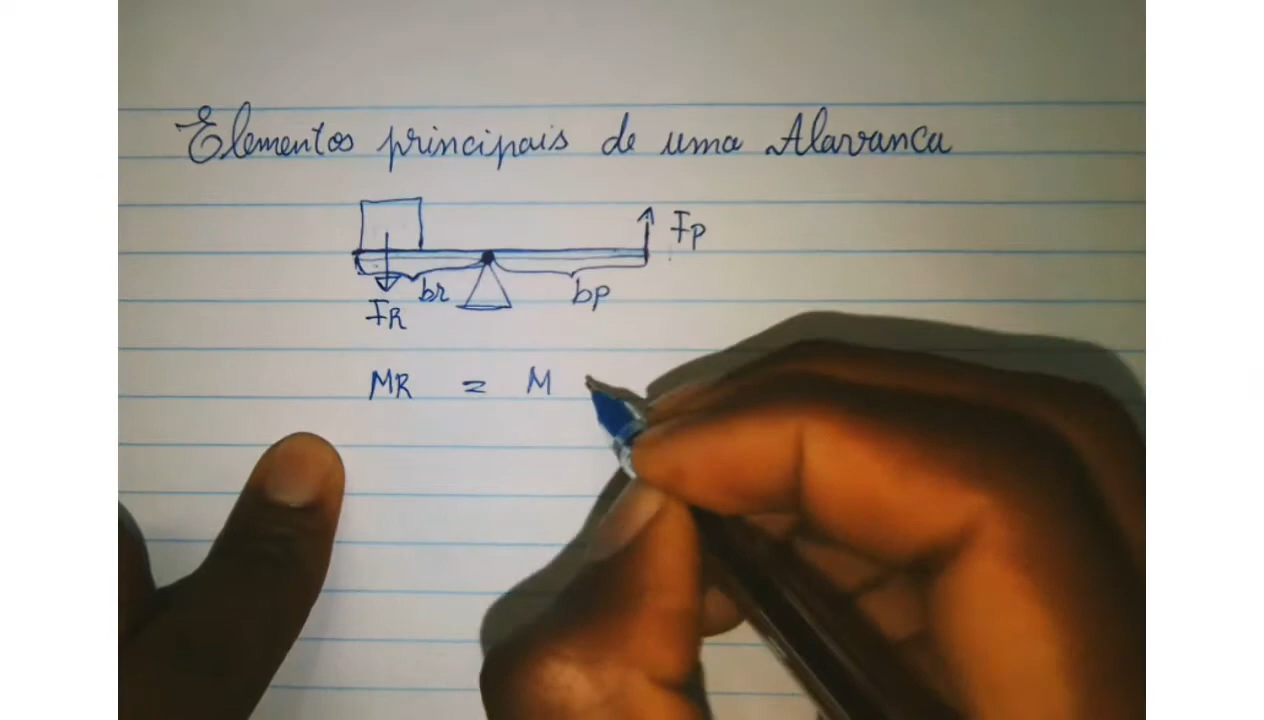 Elementos principais de uma Alavanca
FP
br
bp
FR
MR = M